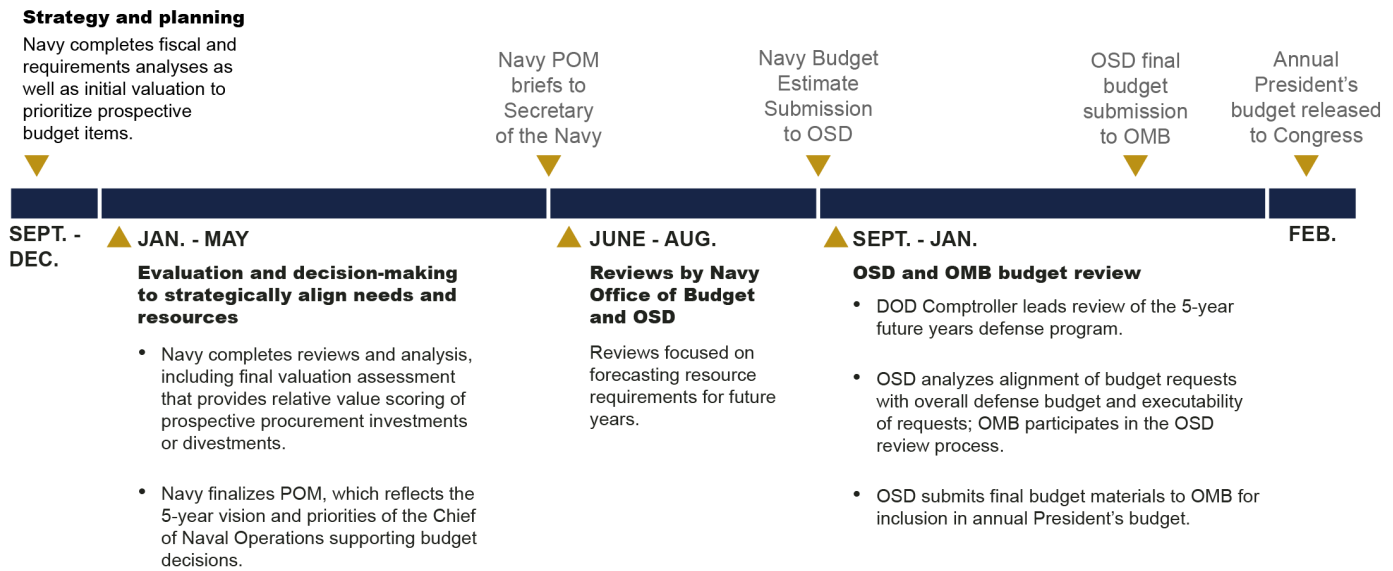 Strategy and planning
Navy completes fiscal and
requirements analyses as
well as initial valuation to
prioritize prospective
budget items.
Navy POM
briefs to
Secretary
of the Navy
Navy Budget
Estimate
Submission
to OSD
OSD final
budget
submission
to OMB
Annual
President's
budget released
to Congress
SEPT. -
DEC.
JAN. - MAY
Evaluation and decision-making
to strategically align needs and
resources
• Navy completes reviews and analysis,
including final valuation assessment
that provides relative value scoring of
prospective procurement investments
or divestments.
• Navy finalizes POM, which reflects the
5-year vision and priorities of the Chief
of Naval Operations supporting budget
decisions.
JUNE - AUG.
Reviews by Navy
Office of Budget
and OSD
Reviews focused on
forecasting resource
requirements for future
years.
SEPT. - JAN.
OSD and OMB budget review
• DOD Comptroller leads review of the 5-year
future years defense program.
• OSD analyzes alignment of budget requests
with overall defense budget and executability
of requests; OMB participates in the OSD
review process.
• OSD submits final budget materials to OMB for
inclusion in annual President's budget.
FEB.